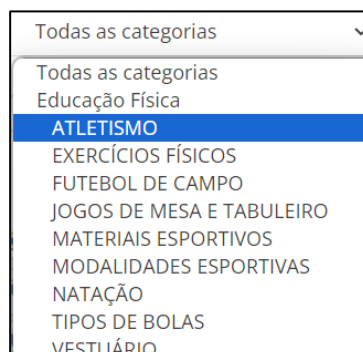 Todas as categorias
Todas as categorias
Educação Física
ATLETISMO
EXERCÍCIOS FÍSICOS
FUTEBOL DE CAMPO
JOGOS DE MESA E TABULEIRO
MATERIAIS ESPORTIVOS
MODALIDADES ESPORTIVAS
NATAÇÃO
TIPOS DE BOLAS
VESTUÁRIO